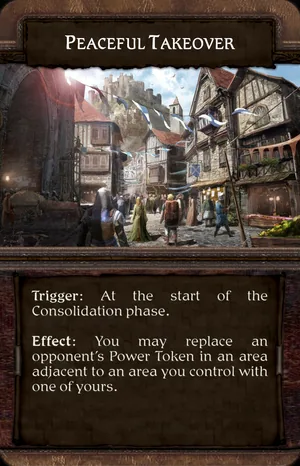 Peaceful Takeover
Trigger: At the start of the
Consolidation phase.
Effect: You may replace an
opponent's Power Token in an area
adjacent to an area you control with
one of yours.